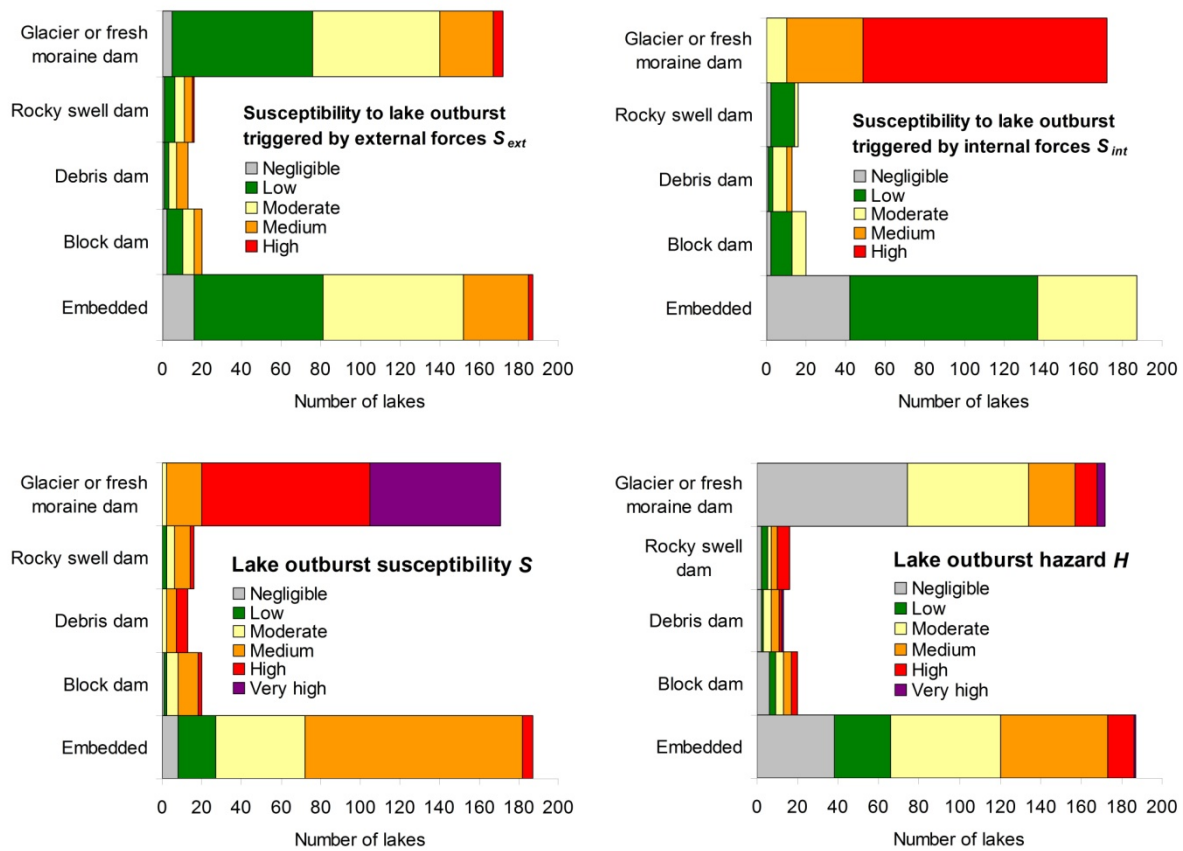 Glacier or fresh
moraine dam
Rocky swell dam
Debris dam
Block dam
Embedded
Susceptibility to lake outburst
triggered by external forces S ext
Negligible
Low
Moderate
Medium
High
0 20 40 60 80 100 120 140 160 180 200
Number of lakes
Glacier or fresh
moraine dam
Rocky swell dam
Debris dam
Block dam
Embedded
Susceptibility to lake outburst
triggered by internal forces S int
Negligible
Low
Moderate
Medium
High
0 20 40 60 80 100 120 140 160 180 200
Number of lakes
Glacier or fresh
moraine dam
Rocky swell dam
Debris dam
Block dam
Embedded
Lake outburst susceptibility S
Negligible
Low
Moderate
Medium
High
Very high
0 20 40 60 80 100 120 140 160 180 200
Number of lakes
Glacier or fresh
moraine dam
Rocky swell
dam
Debris dam
Block dam
Embedded
Lake outburst hazard H
Negligible
Low
Moderate
Medium
High
Very high
0 20 40 60 80 100 120 140 160 180 200
Number of lakes